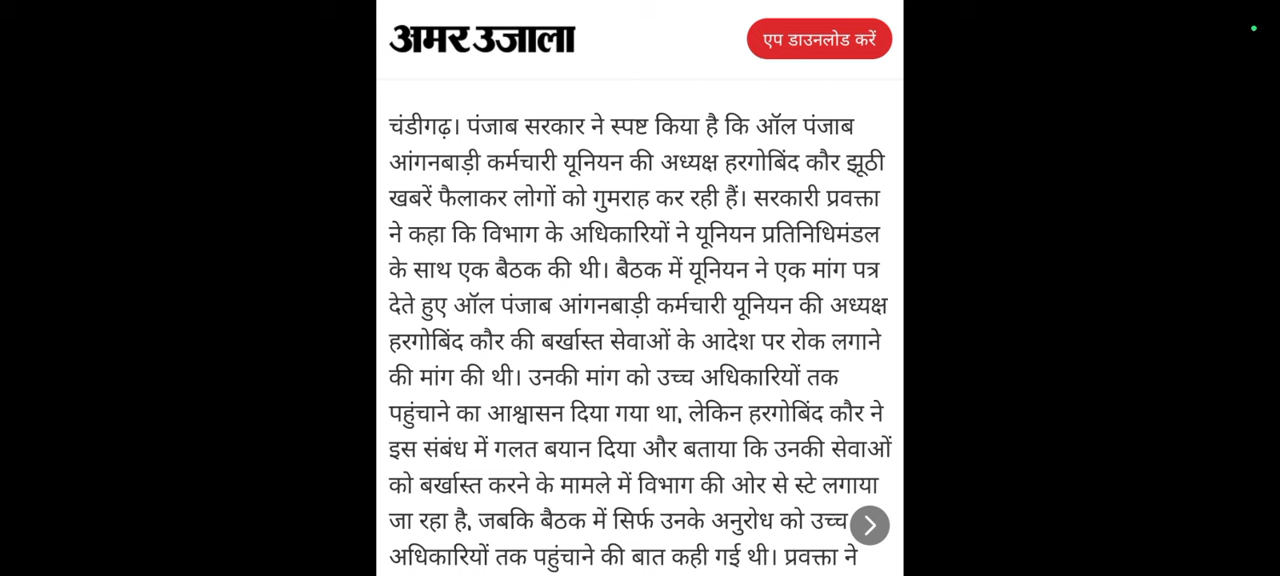 अमर उजाला
एप डाउनलोड करें
चंडीगढ़। पंजाब सरकार ने स्पष्ट किया है कि ऑल पंजाब
आंगनबाड़ी कर्मचारी यूनियन की अध्यक्ष हरगोबिंद कौर झूठी
खबरें फैलाकर लोगों को गुमराह कर रही हैं। सरकारी प्रवक्ता
ने कहा कि विभाग के अधिकारियों ने यूनियन प्रतिनिधिमंडल
के साथ एक बैठक की थी। बैठक में यूनियन ने एक मांग पत्र
देते हुए ऑल पंजाब आंगनबाड़ी कर्मचारी यूनियन की अध्यक्ष
हरगोबिंद कौर की बर्खास्त सेवाओं के आदेश पर रोक लगाने
की मांग की थी। उनकी मांग को उच्च अधिकारियों तक
पहुंचाने का आश्वासन दिया गया था, लेकिन हरगोबिंद कौर ने
इस संबंध में गलत बयान दिया और बताया कि उनकी सेवाओं
को बर्खास्त करने के मामले में विभाग की ओर से स्टे लगाया
जा रहा है, जबकि बैठक में सिर्फ उनके अनुरोध को उच्च
अधिकारियों तक पहुंचाने की बात कही गई थी। प्रवक्ता ने